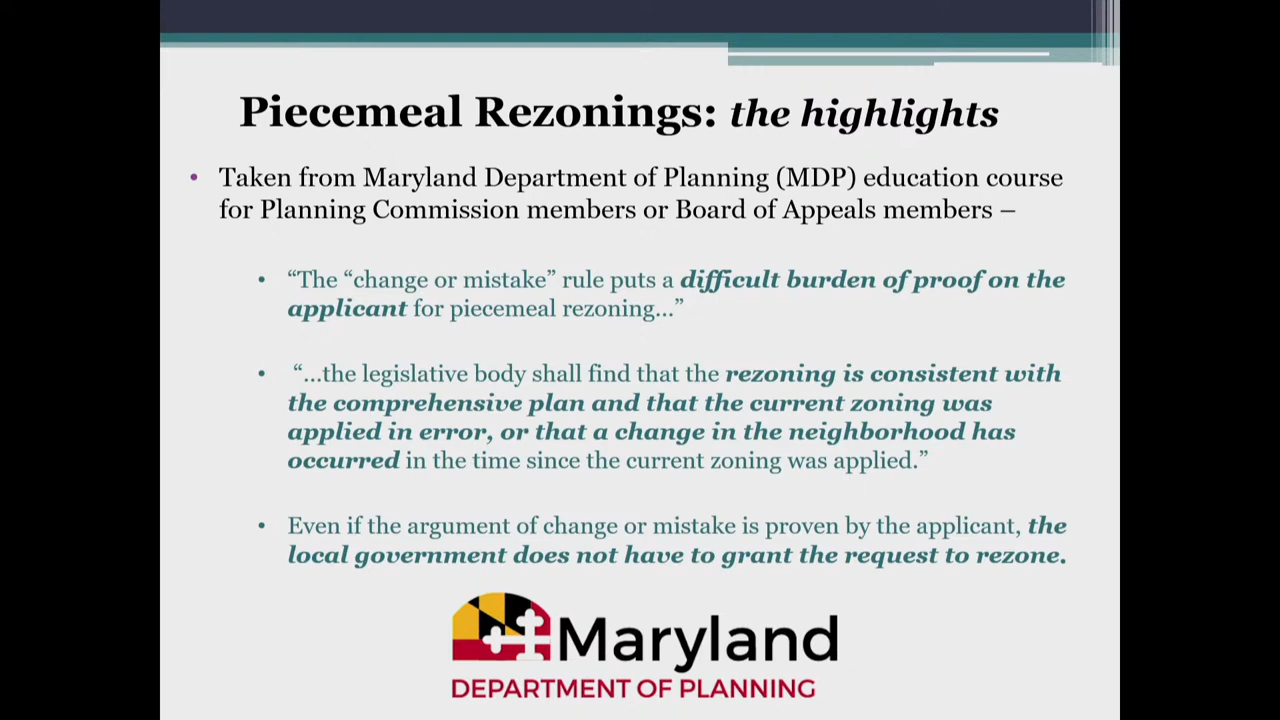 Piecemeal Rezonings: the highlights
• Taken from Maryland Department of Planning (MDP) education course
for Planning Commission members or Board of Appeals members –
• “The “change or mistake” rule puts a difficult burden of proof on the
applicant for piecemeal rezoning…”
• “…the legislative body shall find that the rezoning is consistent with
the comprehensive plan and that the current zoning was
applied in error, or that a change in the neighborhood has
occurred in the time since the current zoning was applied.”
• Even if the argument of change or mistake is proven by the applicant, the
local government does not have to grant the request to rezone.
Maryland
DEPARTMENT OF PLANNING